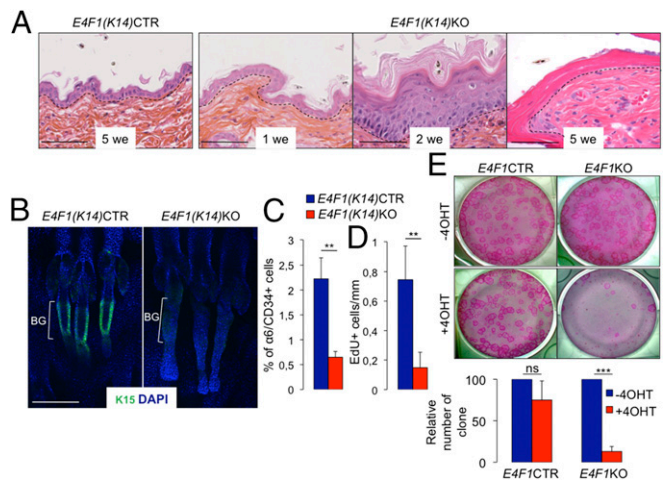 A
E4F1(K14)CTR
E4F1(K14)KO
5 we
1 we
2 we
5 we
B
E4F1(K14)CTR
E4F1(K14)KO
BG
BG
K15 DAPI
C
E4F1(K14)CTR
E4F1(K14)KO
% of α6/CD34+ cells
3
2,5
2
1,5
1
0,5
0
**
D
EdU+ cells/mm
1
0,8
0,6
0,4
0,2
0
**
E
E4F1CTR
E4F1KO
-4OHT
+4OHT
Relative
number of
clone
100
50
0
ns
***
-4OHT
+4OHT
E4F1CTR
E4F1KO